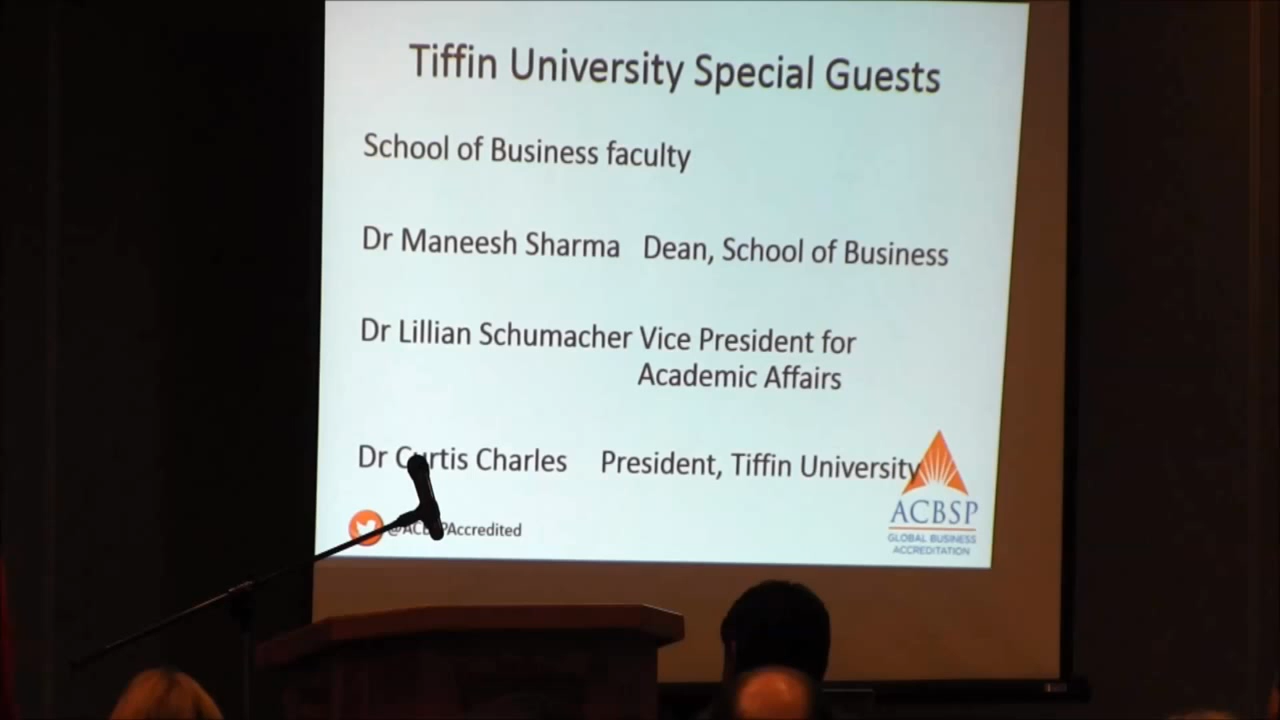 Tiffin University Special Guests
School of Business faculty
Dr Maneesh Sharma Dean, School of Business
Dr Lillian Schumacher Vice President for
Academic Affairs
Dr Curtis Charles President, Tiffin University
@ACBSPAccredited
ACBSP
GLOBAL BUSINESS
ACCREDITATION